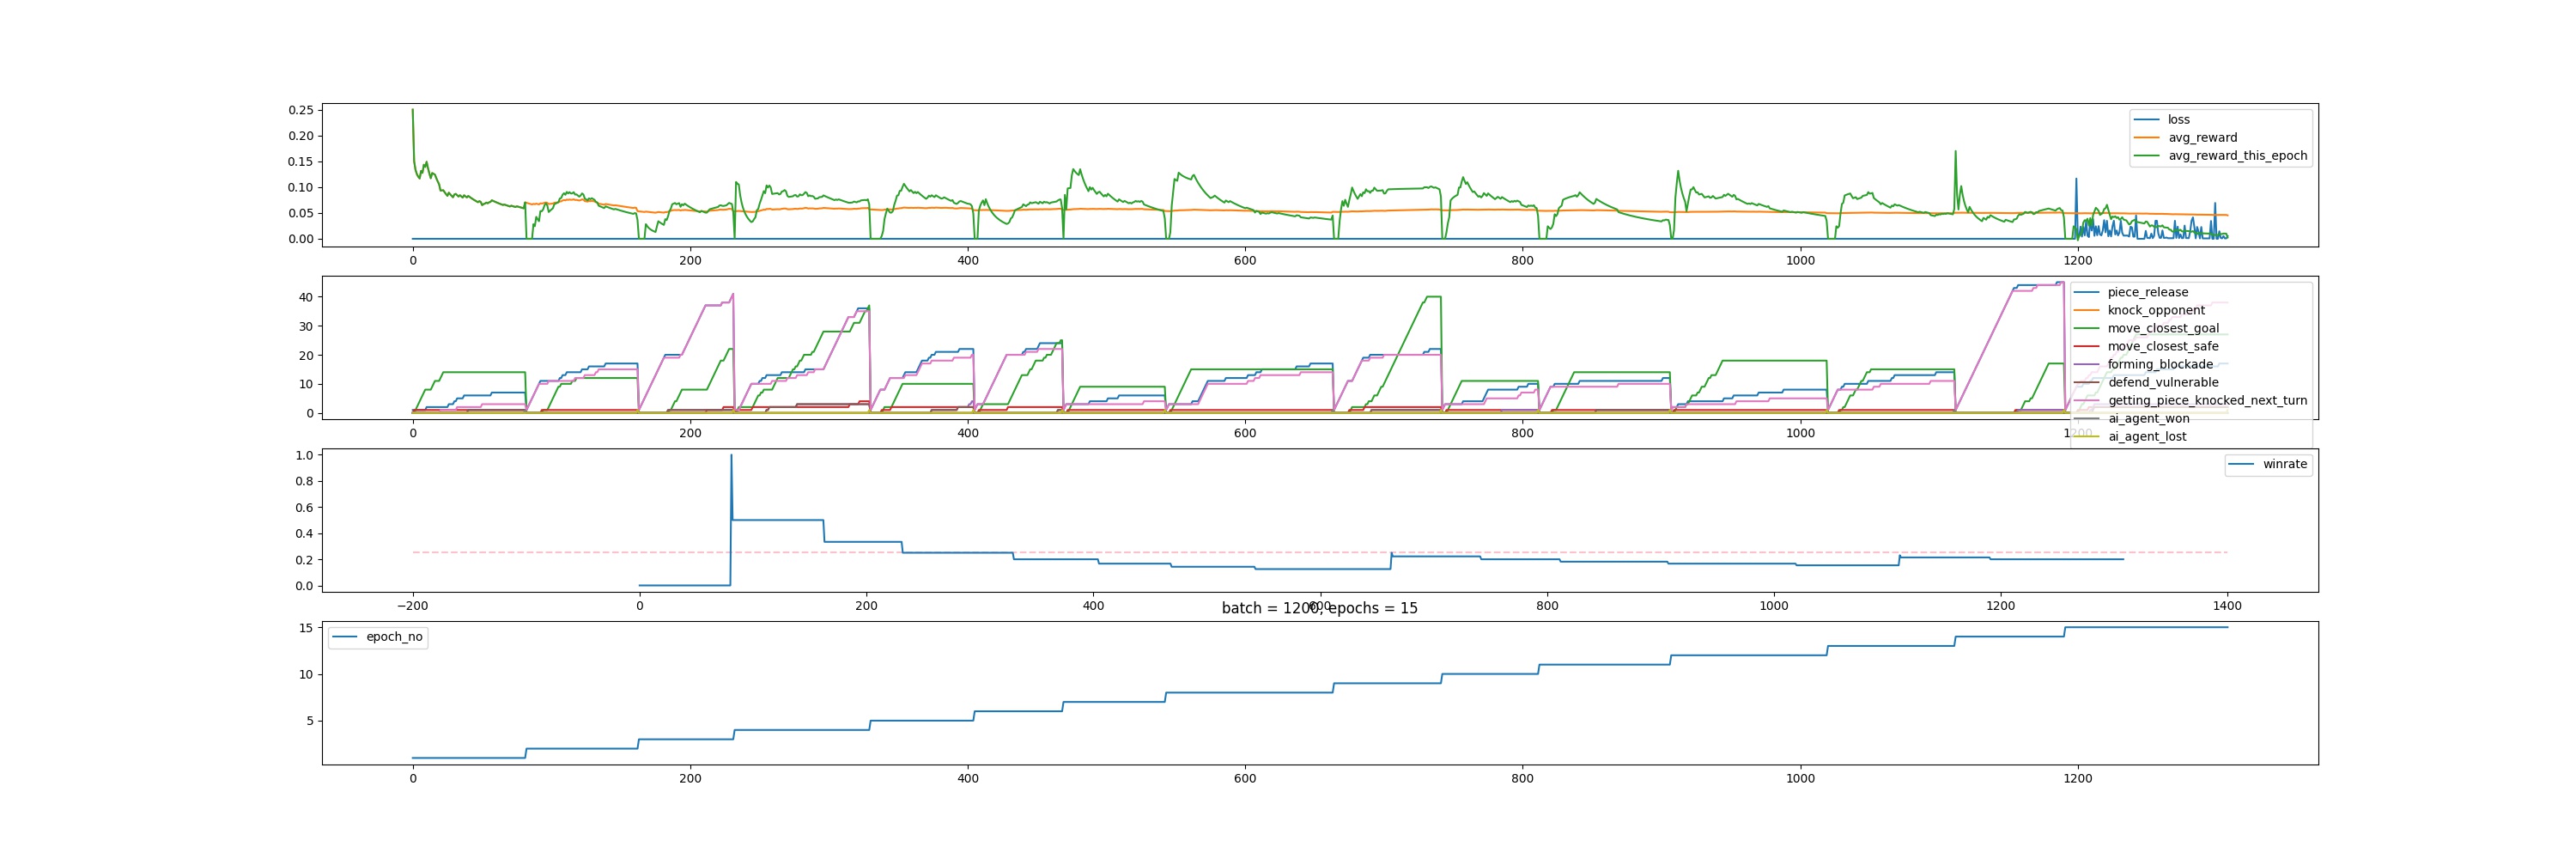 0.25
0.20
0.15
0.10
0.05
0.00
loss
avg_reward
avg_reward_this_epoch
0 200 400 600 800 1000 1200
40
30
20
10
0
piece_release
knock_opponent
move_closest_goal
move_closest_safe
forming_blockade
defend_vulnerable
getting_piece_knocked_next_turn
ai_agent_won
ai_agent_lost
0 200 400 600 800 1000 1200
1.0
0.8
0.6
0.4
0.2
0.0
winrate
−200 0 200 400 600 800 1000 1200 1400
batch = 1200, epochs = 15
15
10
5
epoch_no
0 200 400 600 800 1000 1200